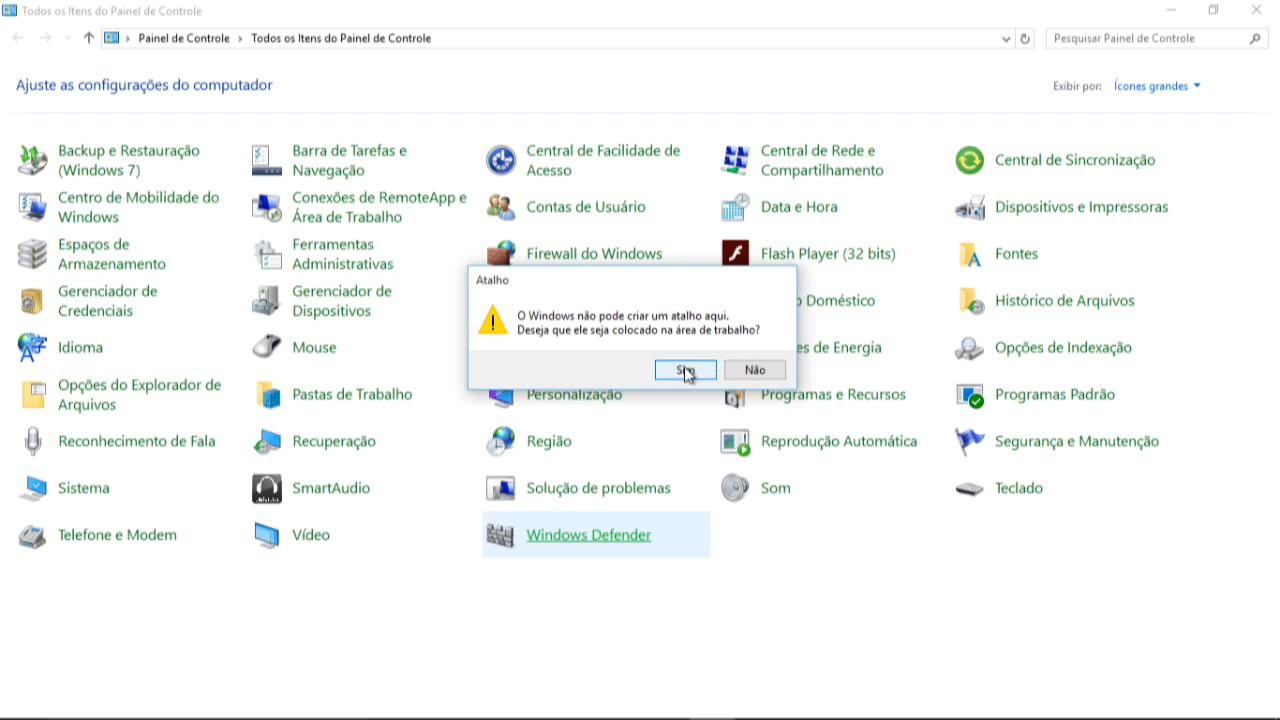 Todos os Itens do Painel de Controle
Painel de Controle > Todos os Itens do Painel de Controle
Pesquisar Painel de Controle
Ajuste as configurações do computador
Exibir por: Ícones grandes
Backup e Restauração
(Windows 7)
Barra de Tarefas e
Navegação
Central de Facilidade de
Acesso
Central de Rede e
Compartilhamento
Central de Sincronização
Centro de Mobilidade do
Windows
Conexões de RemoteApp e
Área de Trabalho
Contas de Usuário
Data e Hora
Dispositivos e Impressoras
Espaços de
Armazenamento
Ferramentas
Administrativas
Firewall do Windows
Flash Player (32 bits)
Fontes
Gerenciador de
Credenciais
Gerenciador de
Dispositivos
Doméstico
Histórico de Arquivos
Atalho
O Windows não pode criar um atalho aqui.
Deseja que ele seja colocado na área de trabalho?
Não
Idioma
Mouse
de Energia
Opções de Indexação
Opções do Explorador de
Arquivos
Pastas de Trabalho
Personalização
Programas e Recursos
Programas Padrão
Reconhecimento de Fala
Recuperação
Região
Reprodução Automática
Segurança e Manutenção
Sistema
SmartAudio
Solução de problemas
Som
Teclado
Telefone e Modem
Vídeo
Windows Defender